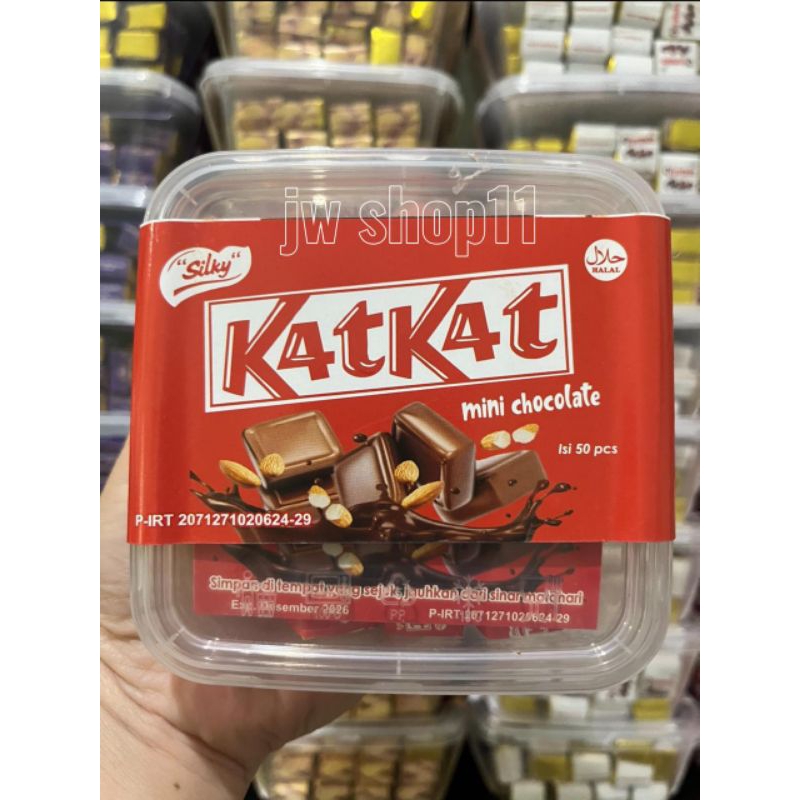 jw shop11
"Silky"
حلال
HALAL
K4tK4t
mini chocolate
Isi 50 pcs
P-IRT 2071271020624-29
Simpan di tempat yang sejuk jauhkan dari sinar matahari
Exp. Desember 2026
P-IRT 2071271020624-29